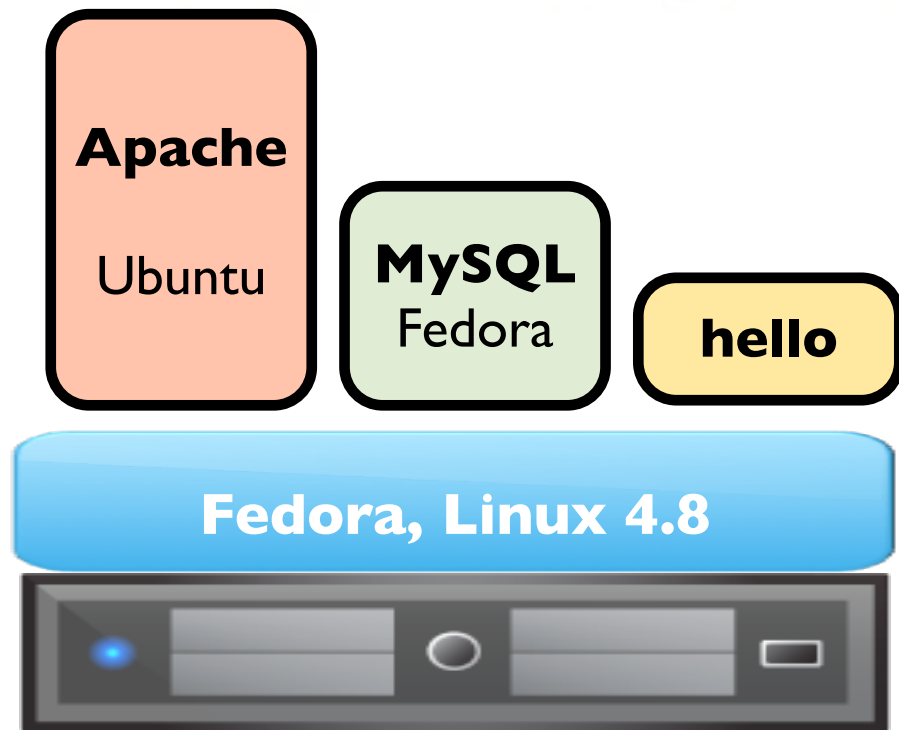 Apache
Ubuntu
MySQL
Fedora
hello
Fedora, Linux 4.8